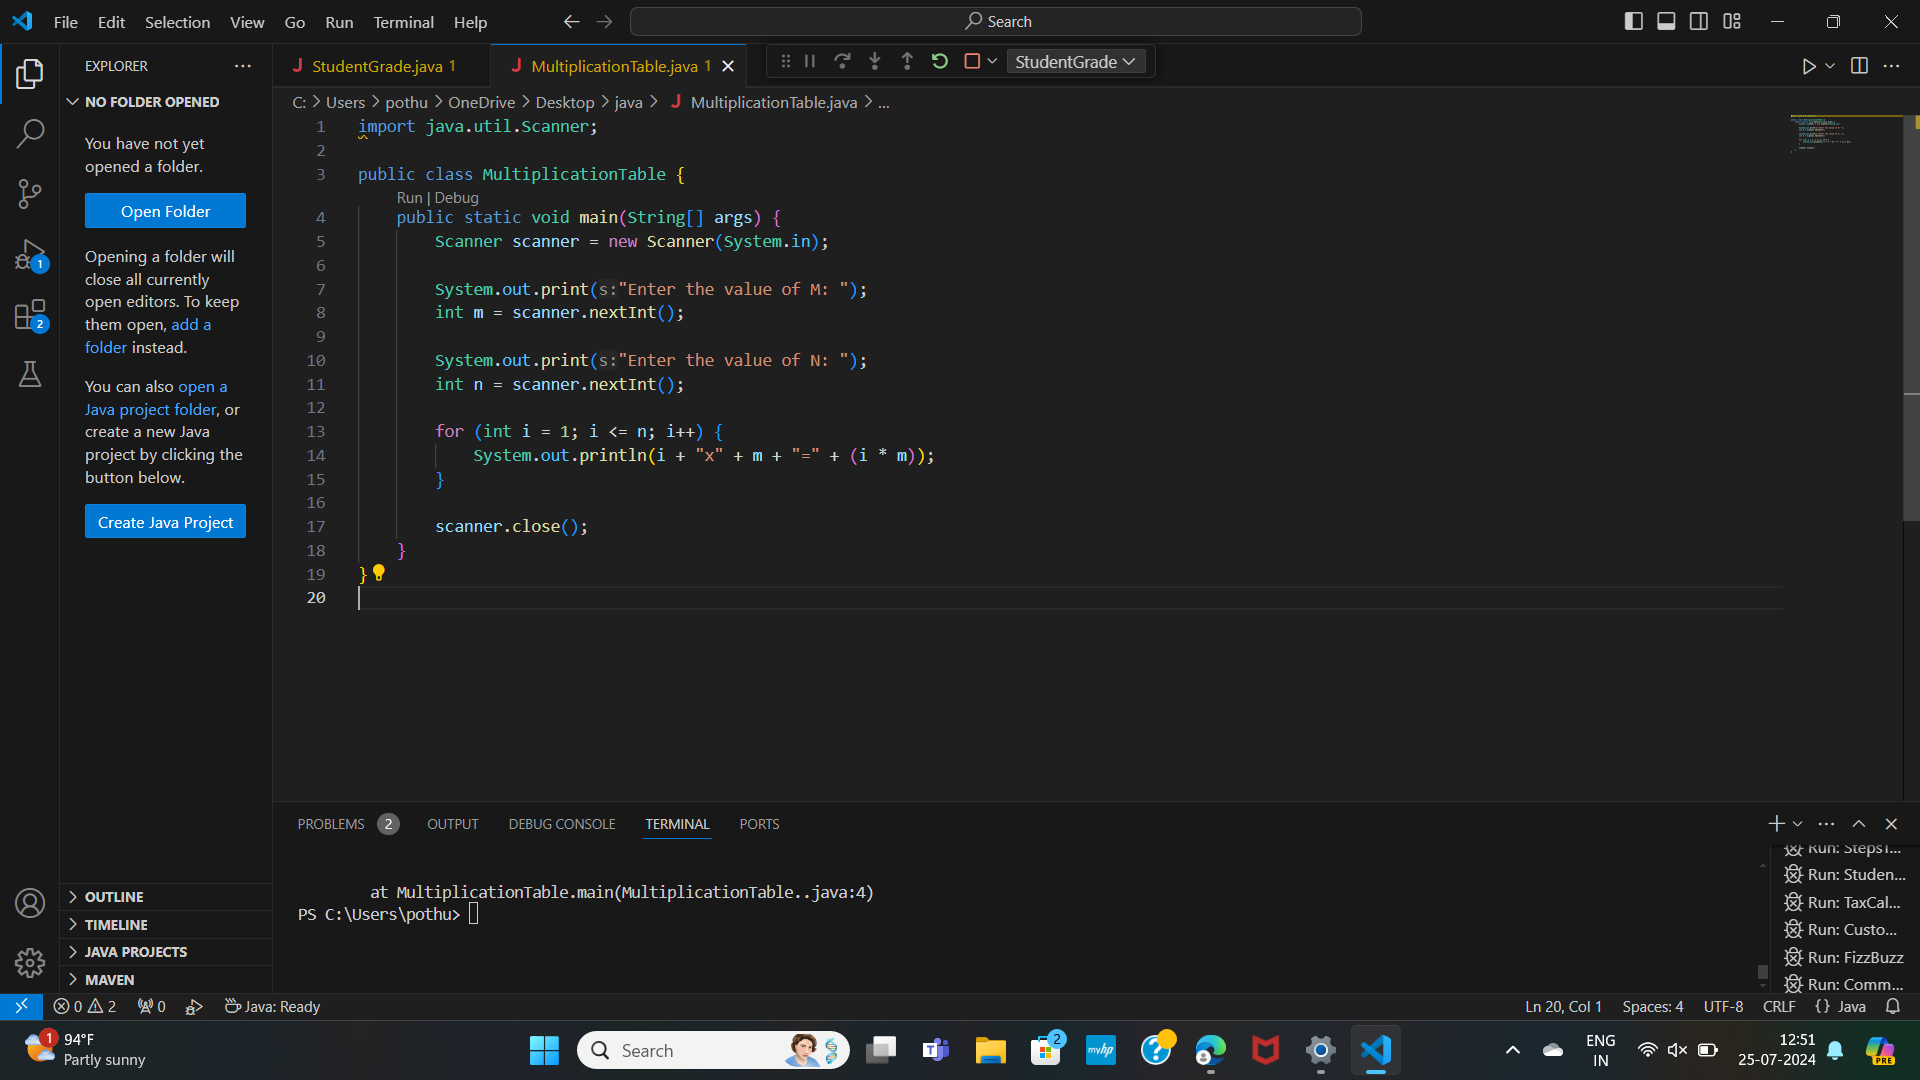 File Edit Selection View Go Run Terminal Help
Search
EXPLORER
StudentGrade.java 1
MultiplicationTable.java 1
StudentGrade
NO FOLDER OPENED
You have not yet
opened a folder.
Open Folder
Opening a folder will
close all currently
open editors. To keep
them open, add a
folder instead.
You can also open a
Java project folder, or
create a new Java
project by clicking the
button below.
Create Java Project
OUTLINE
TIMELINE
JAVA PROJECTS
MAVEN
1
2
C: > Users > pothu > OneDrive > Desktop > java > J MultiplicationTable.java > ...
1 import java.util.Scanner;
2
3 public class MultiplicationTable {
Run | Debug
4 public static void main(String[] args) {
5 Scanner scanner = new Scanner(System.in);
6
7 System.out.print(s:"Enter the value of M: ");
8 int m = scanner.nextInt();
9
10 System.out.print(s:"Enter the value of N: ");
11 int n = scanner.nextInt();
12
13 for (int i = 1; i <= n; i++) {
14 System.out.println(i + "x" + m + "=" + (i * m));
15 }
16
17 scanner.close();
18 }
19 }
20
PROBLEMS 2 OUTPUT DEBUG CONSOLE TERMINAL PORTS
at MultiplicationTable.main(MultiplicationTable..java:4)
PS C:\Users\pothu>
Run: StepsT...
Run: Studen...
Run: TaxCal...
Run: Custo...
Run: FizzBuzz
Run: Comm...
0 2 0 Java: Ready
Ln 20, Col 1 Spaces: 4 UTF-8 CRLF {} Java
1
94°F
Partly sunny
Search
2
myhp
ENG
IN
12:51
25-07-2024
PRE